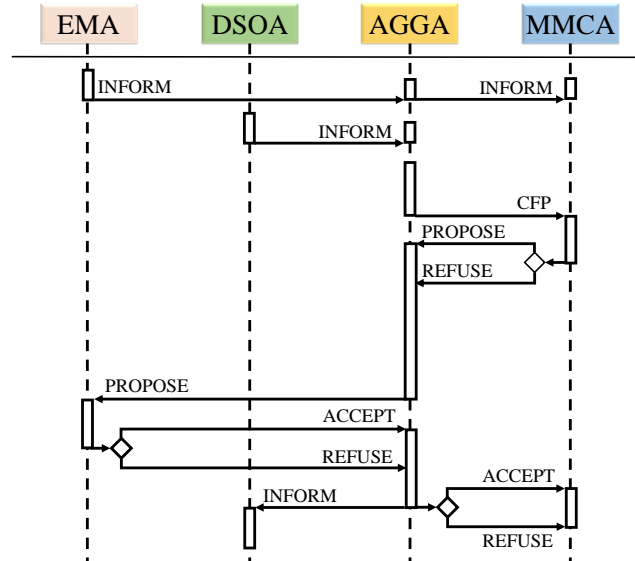 EMA DSOA AGGA MMCA
INFORM INFORM
INFORM
CFP
PROPOSE
REFUSE
PROPOSE
ACCEPT
REFUSE
ACCEPT
INFORM
REFUSE